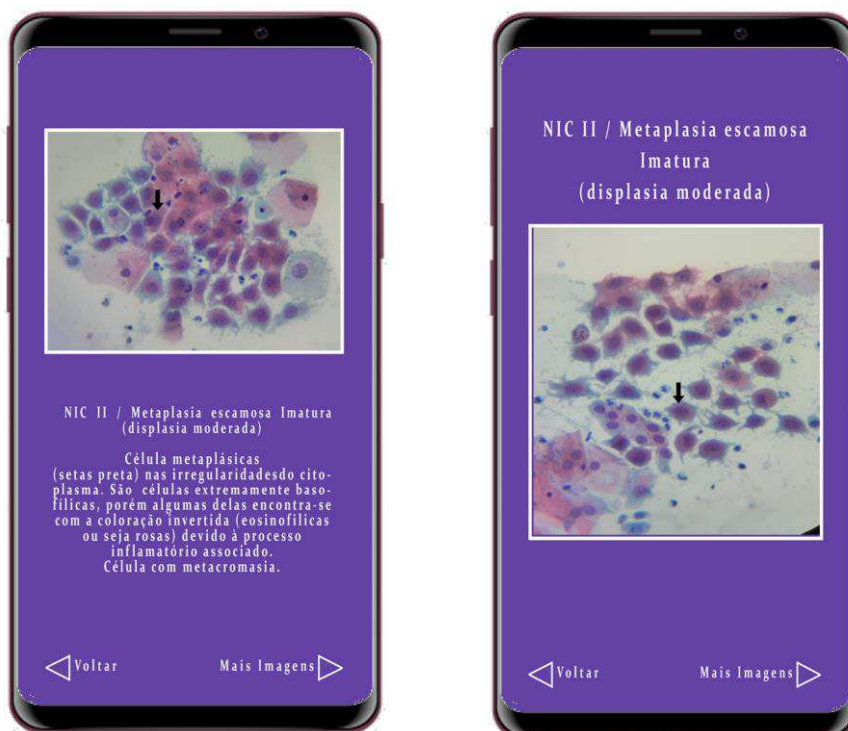 NIC II / Metaplasia escamosa Imatura
(displasia moderada)
Célula metaplásicas
(setas preta) nas irregularidadesdo cito-
plasma. São células extremamente baso-
fílicas, porém algumas delas encontra-se
com a coloração invertida (eosinofilicas
ou seja rosas) devido à processo
inflamatório associado.
Célula com metacromasia.
Voltar
Mais Imagens
NIC II / Metaplasia escamosa
Imatura
(displasia moderada)
Voltar
Mais Imagens